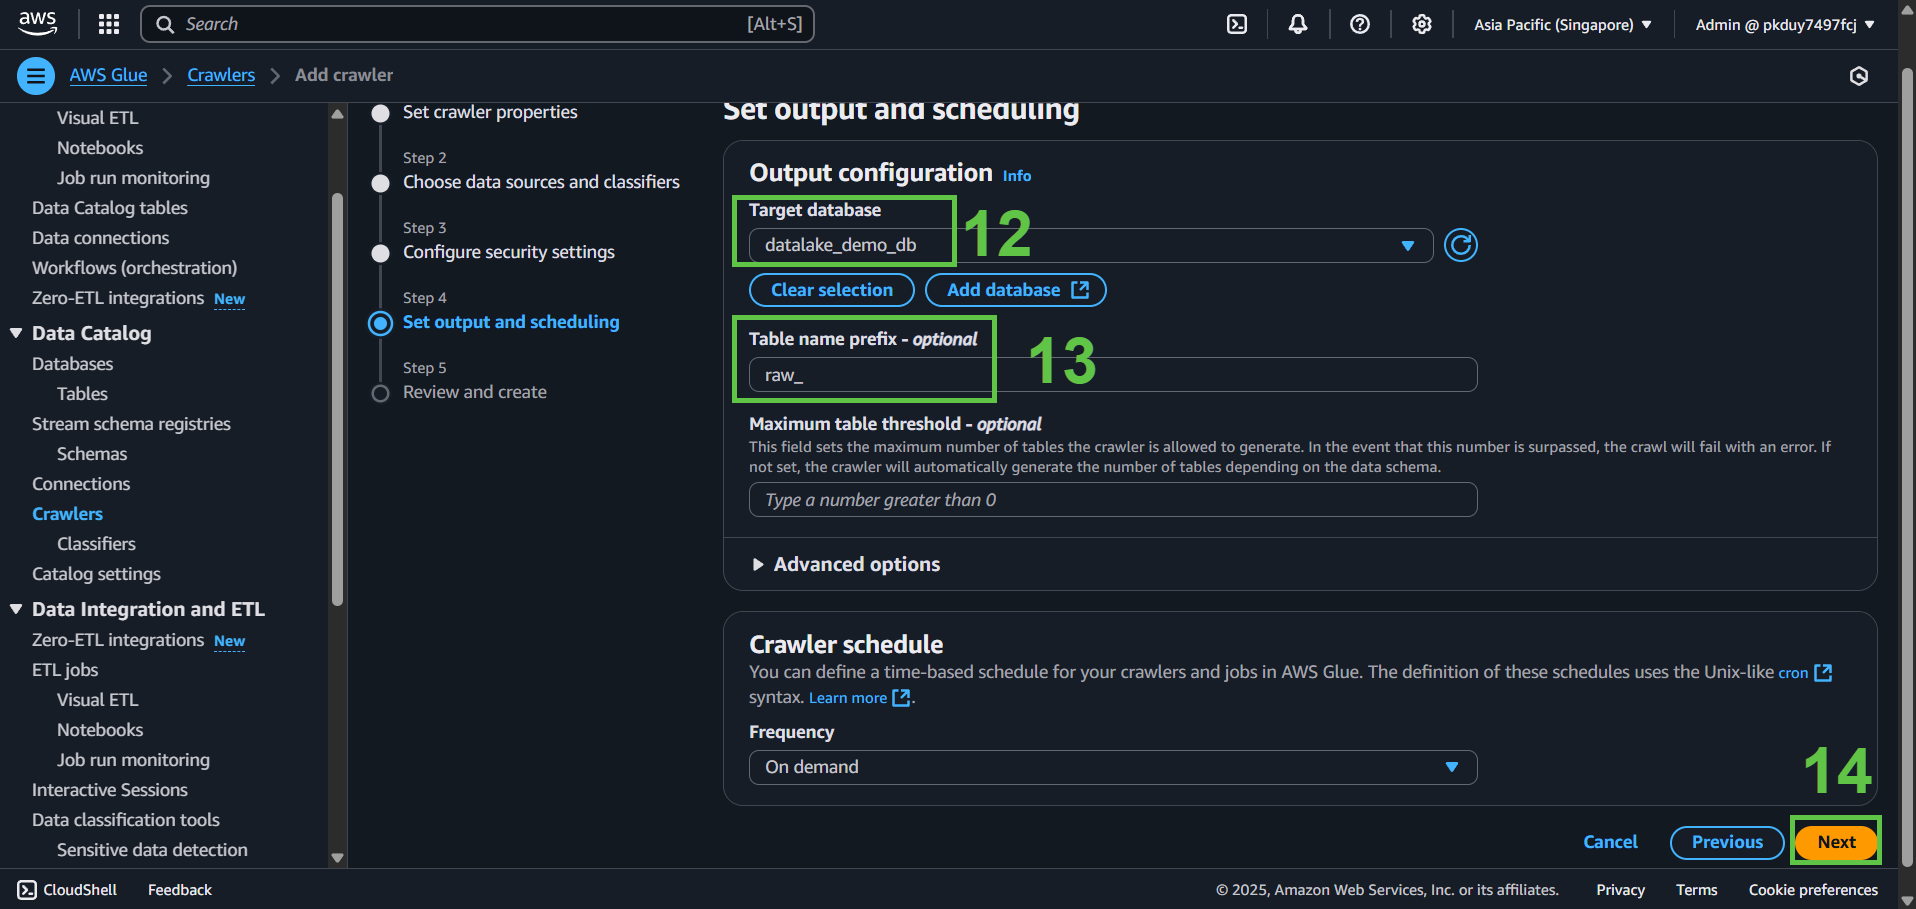 aws
Search
[Alt+S]
Asia Pacific (Singapore)
Admin @ pkduy7497fcj
AWS Glue
Crawlers
Add crawler
Visual ETL
Notebooks
Job run monitoring
Data Catalog tables
Data connections
Workflows (orchestration)
Zero-ETL integrations New
Data Catalog
Databases
Tables
Stream schema registries
Schemas
Connections
Crawlers
Classifiers
Catalog settings
Data Integration and ETL
Zero-ETL integrations New
ETL jobs
Visual ETL
Notebooks
Job run monitoring
Interactive Sessions
Data classification tools
Sensitive data detection
Set crawler properties
Step 2
Choose data sources and classifiers
Step 3
Configure security settings
Step 4
Set output and scheduling
Step 5
Review and create
Set output and scheduling
Output configuration Info
Target database
datalake_demo_db
12
Clear selection
Add database
Table name prefix - optional
raw_
13
Maximum table threshold - optional
This field sets the maximum number of tables the crawler is allowed to generate. In the event that this number is surpassed, the crawl will fail with an error. If
not set, the crawler will automatically generate the number of tables depending on the data schema.
Type a number greater than 0
Advanced options
Crawler schedule
You can define a time-based schedule for your crawlers and jobs in AWS Glue. The definition of these schedules uses the Unix-like cron
syntax. Learn more .
Frequency
On demand
14
Cancel
Previous
Next
CloudShell
Feedback
© 2025, Amazon Web Services, Inc. or its affiliates.
Privacy
Terms
Cookie preferences